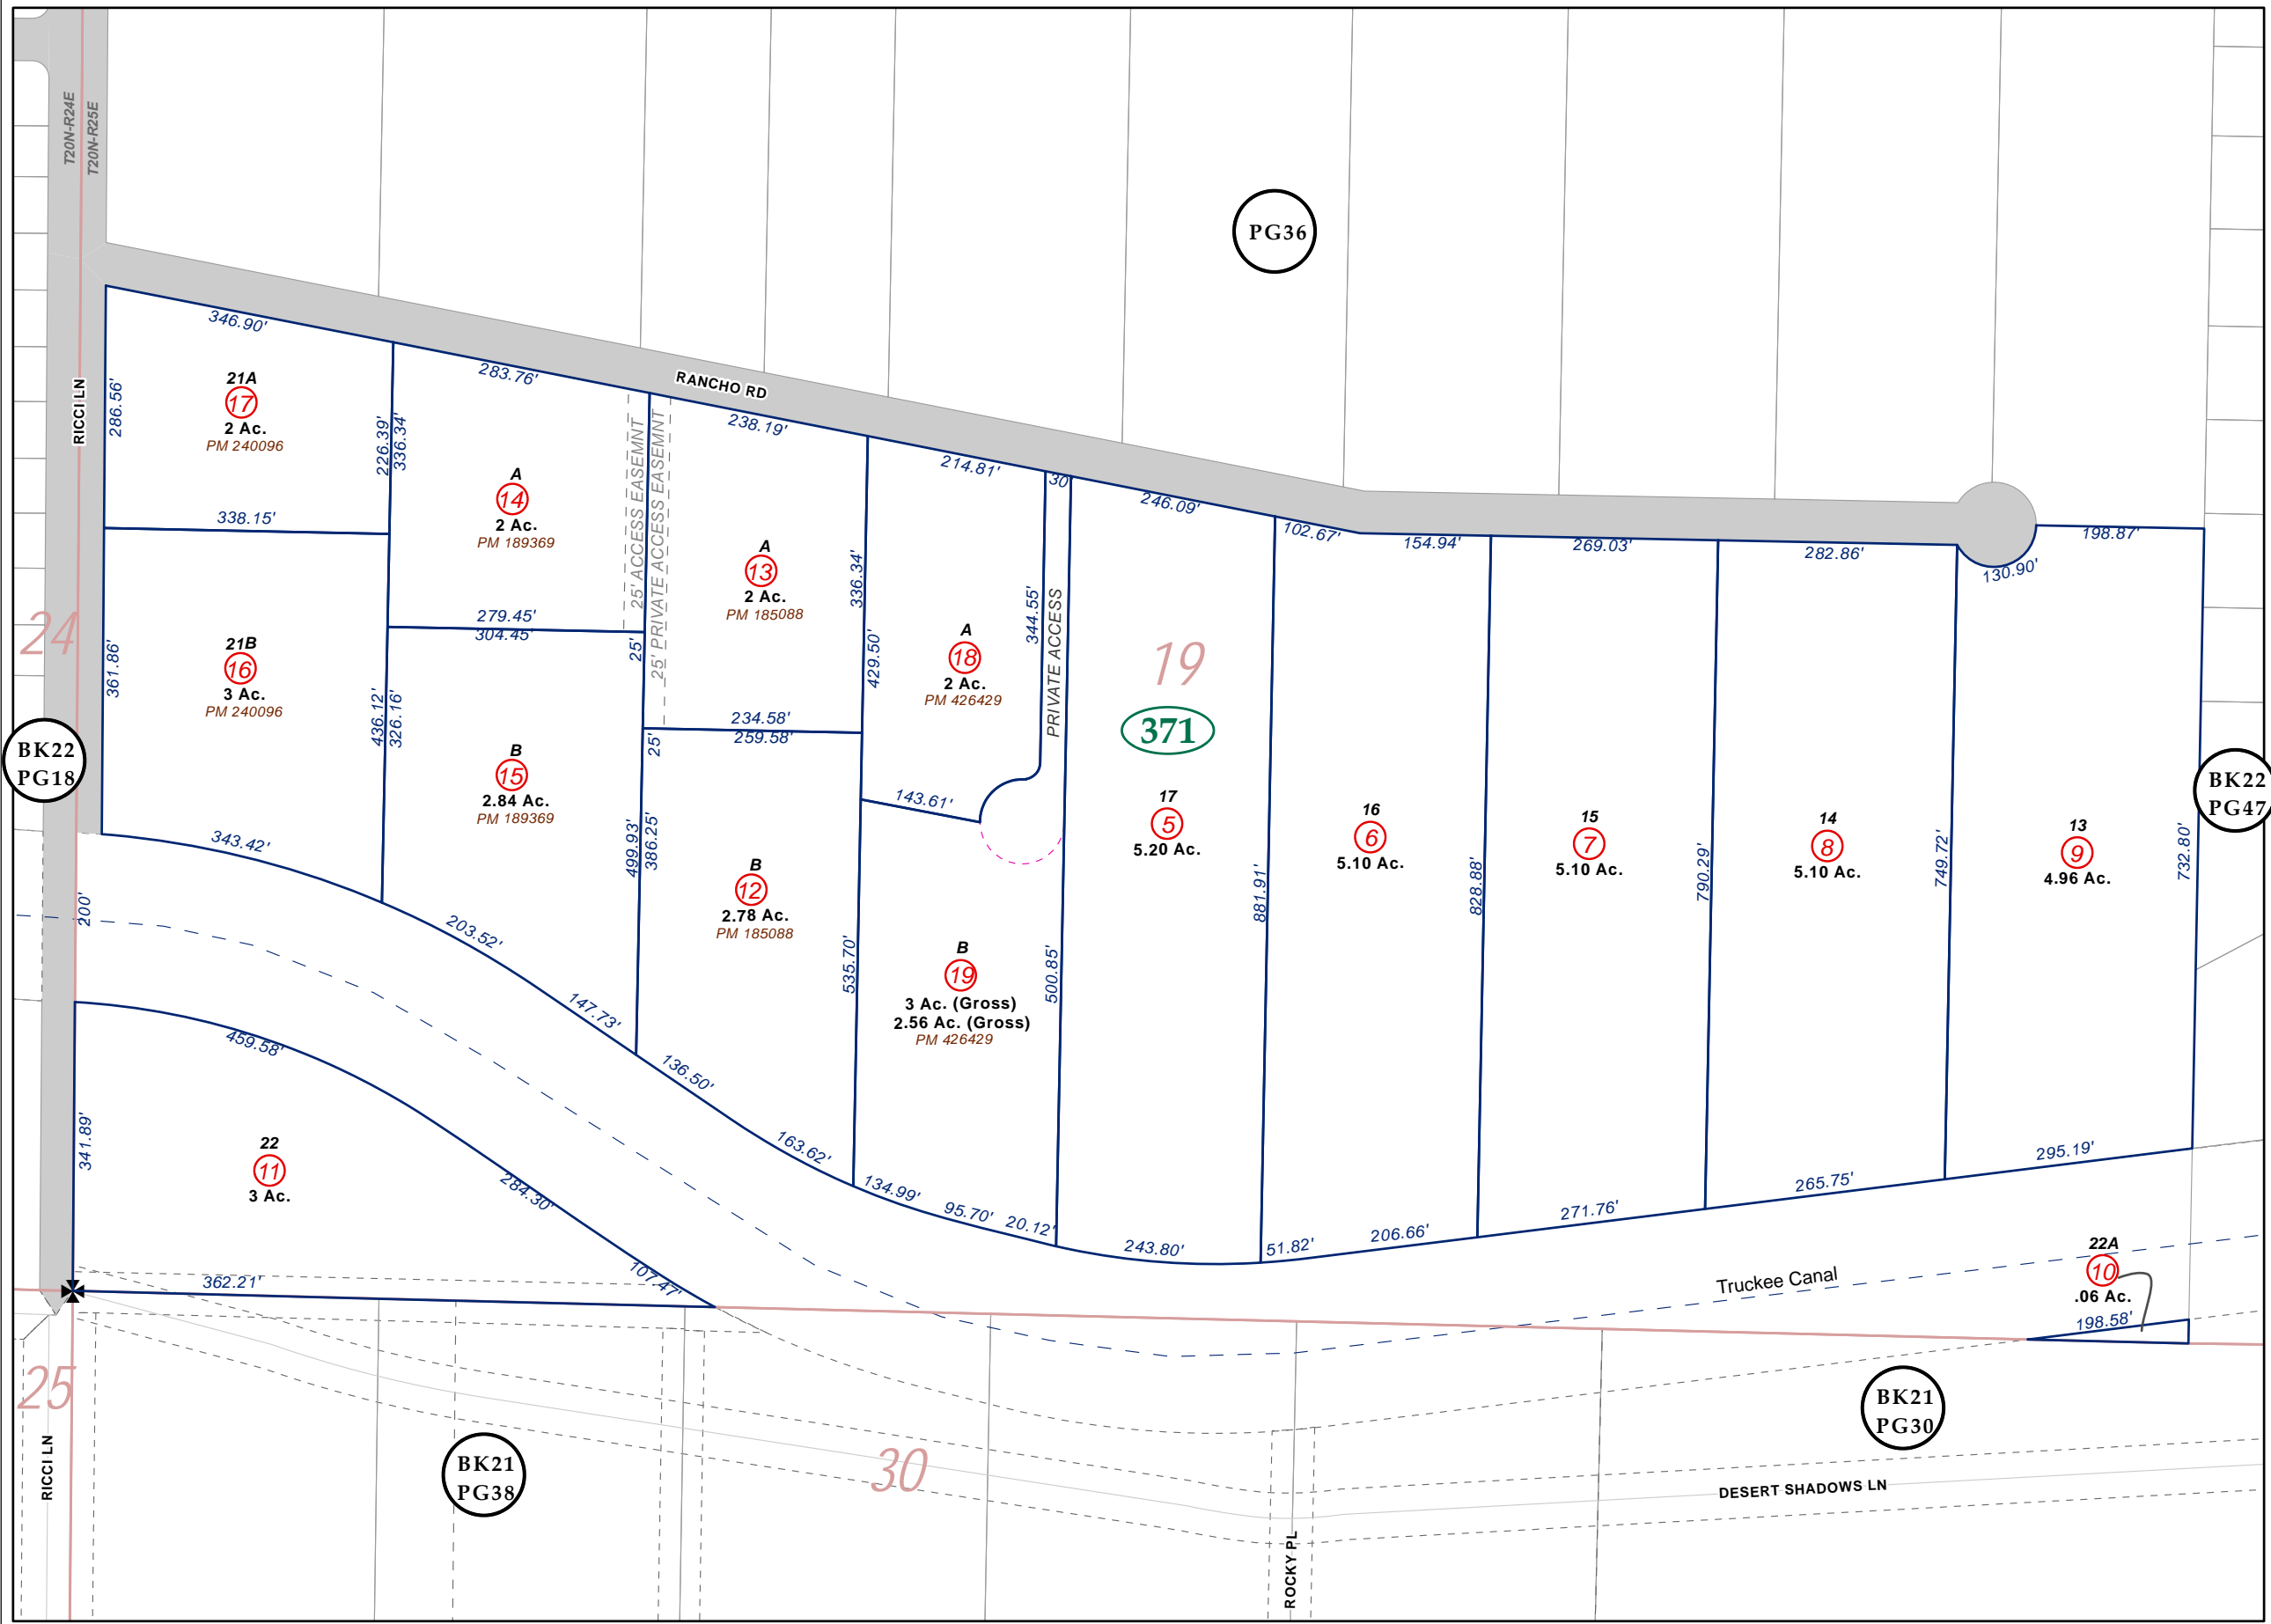 T20N-R24E
T20N-R25E
PG36
RICCI LN
RANCHO RD
346.90'
286.56'
21A
17
2 Ac.
PM 240096
226.39'
336.34'
338.15'
283.76'
A
14
2 Ac.
PM 189369
25' ACCESS EASEMNT
25' PRIVATE ACCESS EASEMNT
279.45'
304.45'
25'
238.19'
A
13
2 Ac.
PM 185088
336.34'
429.50'
234.58'
259.58'
25'
214.81'
30'
A
18
2 Ac.
PM 426429
344.55'
PRIVATE ACCESS
143.61'
246.09'
19
371
17
5
5.20 Ac.
102.67'
154.94'
269.03'
282.86'
130.90'
198.87'
24
361.86'
21B
16
3 Ac.
PM 240096
436.12'
326.16'
B
15
2.84 Ac.
PM 189369
499.93'
386.25'
B
12
2.78 Ac.
PM 185088
535.70'
B
19
3 Ac. (Gross)
2.56 Ac. (Gross)
PM 426429
500.85'
881.91'
16
6
5.10 Ac.
828.88'
15
7
5.10 Ac.
790.29'
14
8
5.10 Ac.
749.72'
13
9
4.96 Ac.
732.80'
BK22
PG18
BK22
PG47
343.42'
200'
203.52'
147.73'
136.50'
163.62'
134.99'
95.70'
20.12'
243.80'
51.82'
206.66'
271.76'
265.75'
295.19'
459.58'
341.89'
22
11
3 Ac.
284.30'
107.47'
362.21'
Truckee Canal
22A
10
.06 Ac.
198.58'
25
RICCI LN
BK21
PG38
30
BK21
PG30
DESERT SHADOWS LN
ROCKY PL